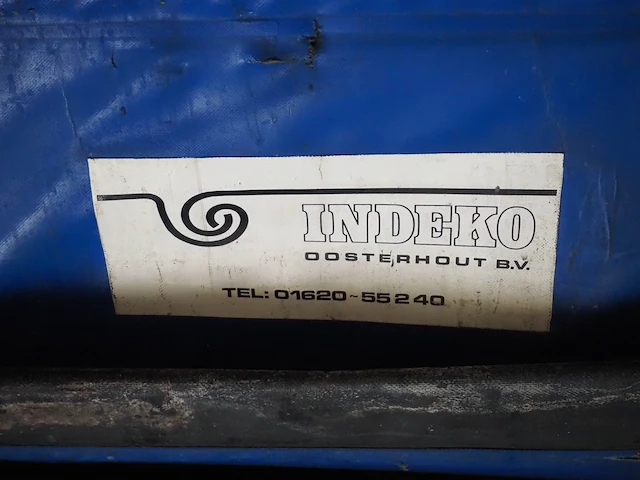 INDEKO
OOSTERHOUT B.V.
TEL: 01620-55240